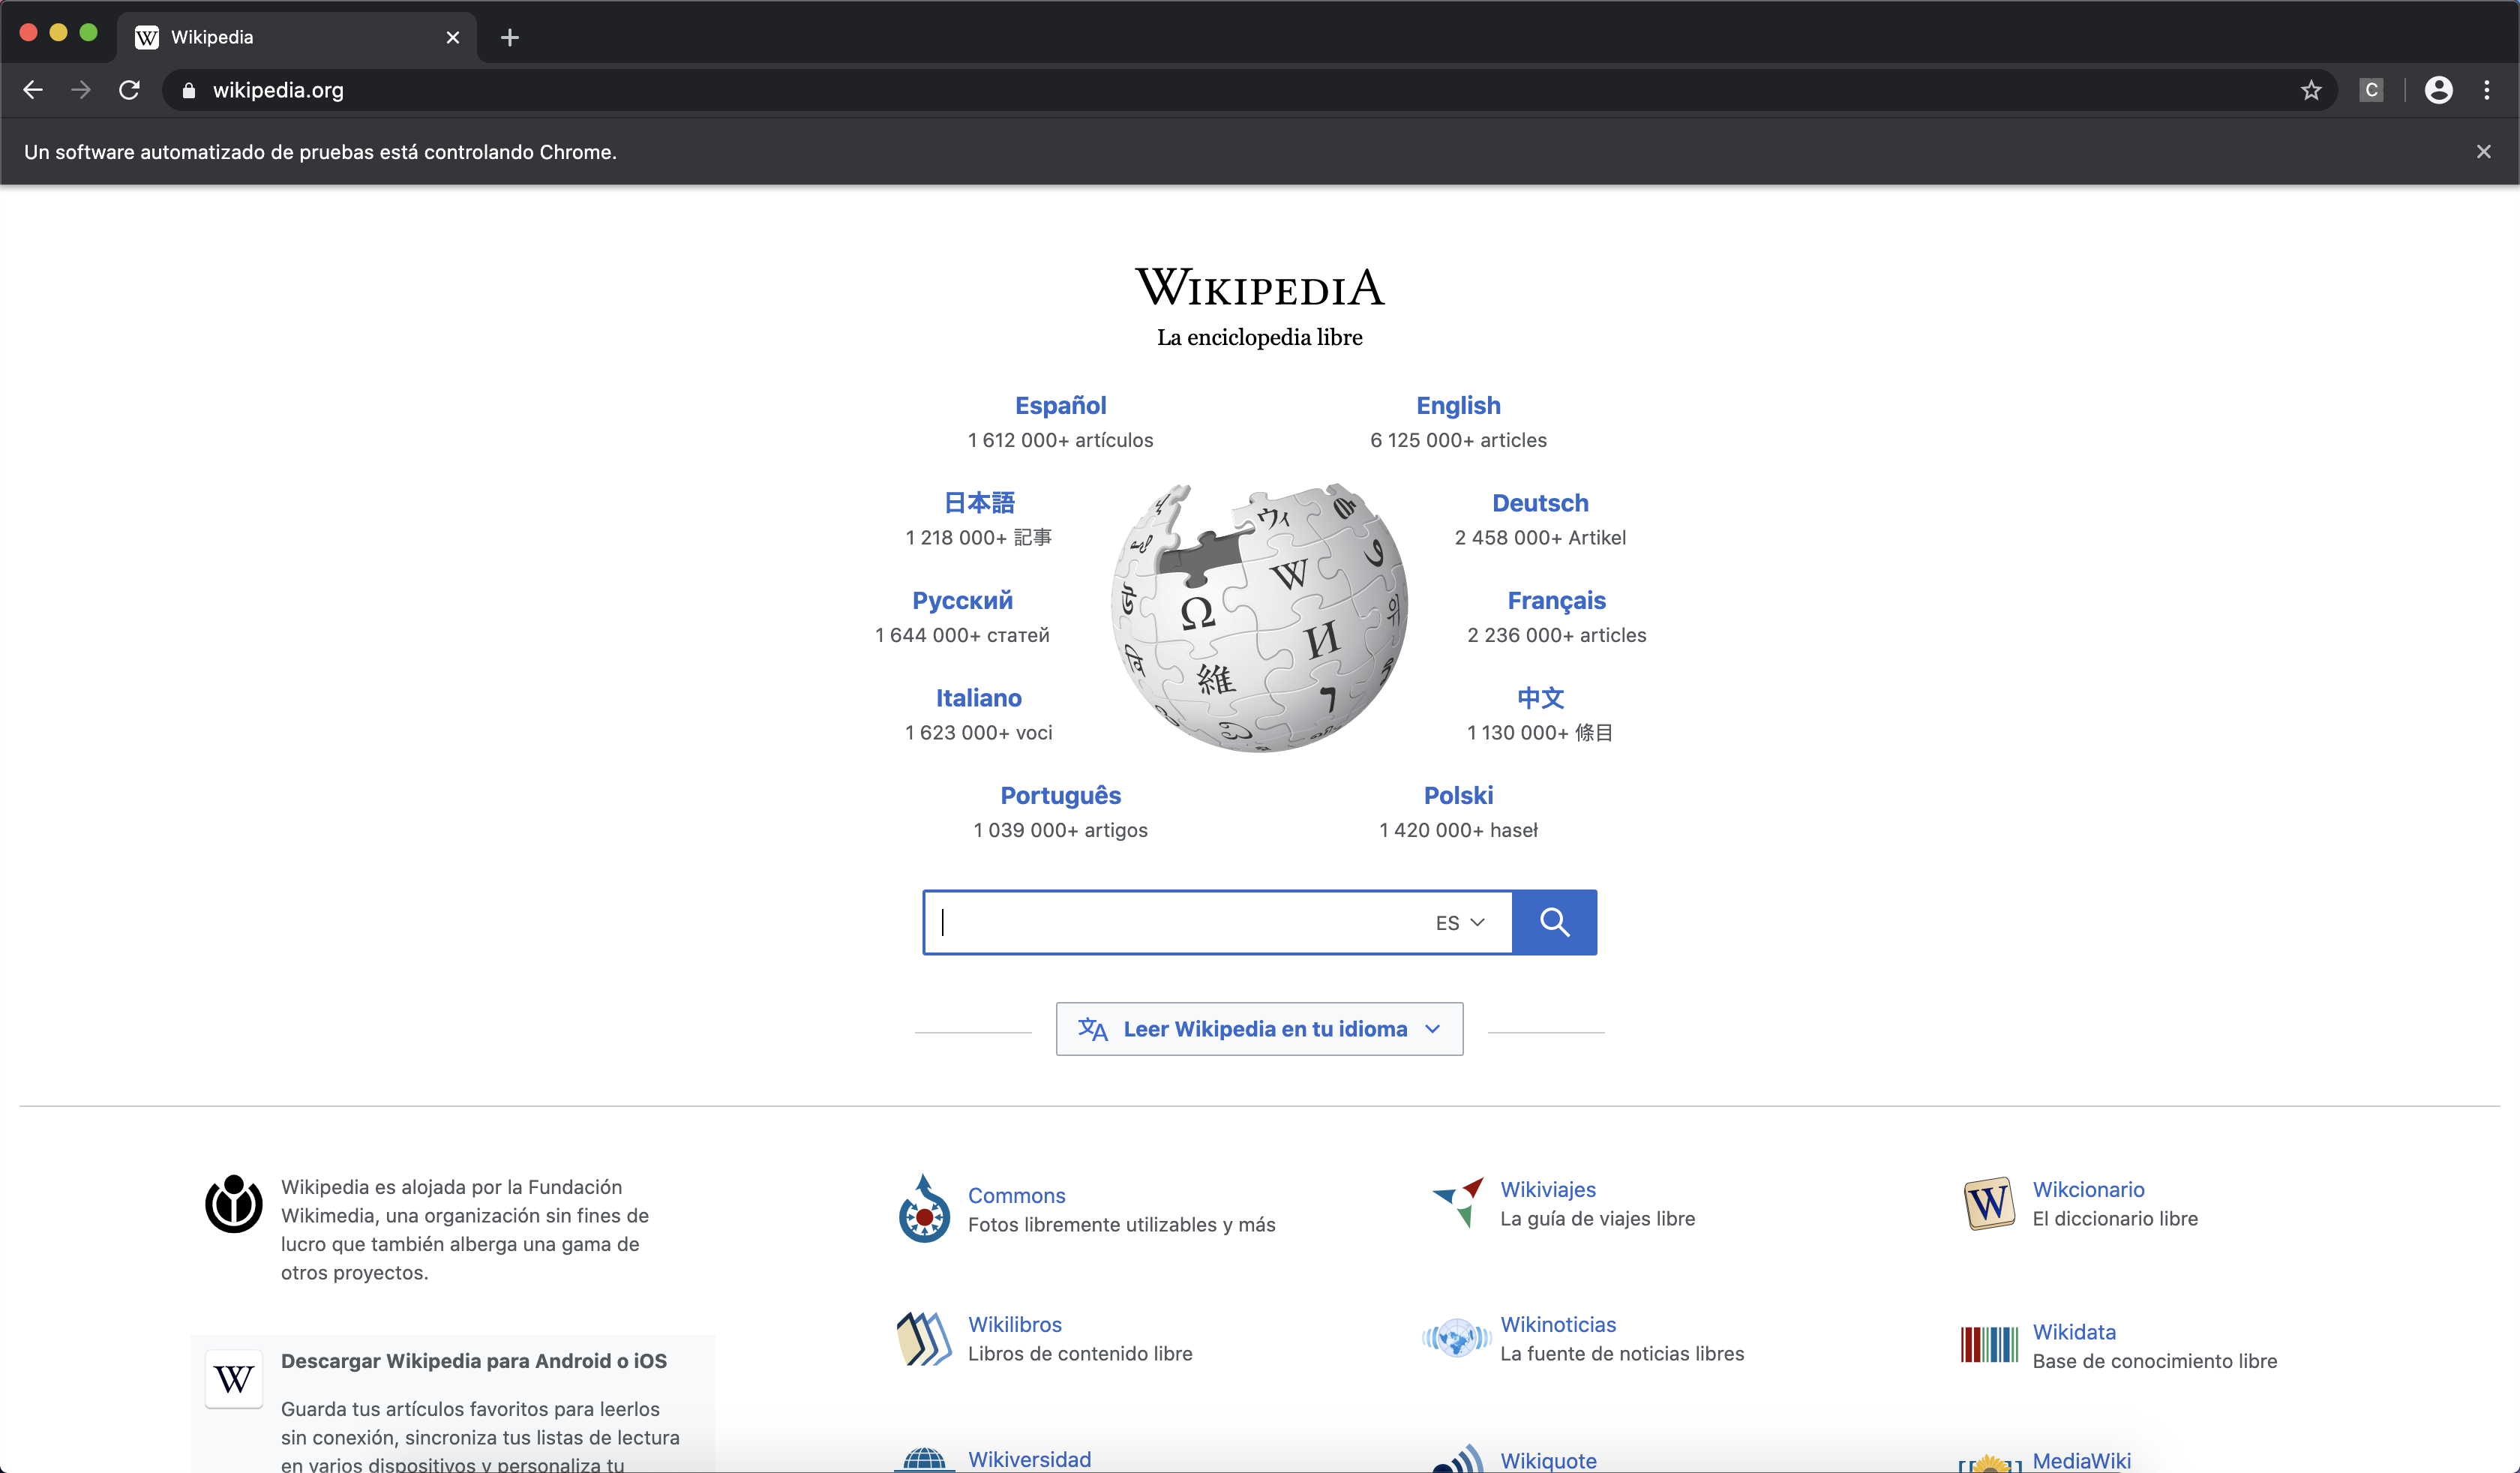 Wikipedia
wikipedia.org
C
Un software automatizado de pruebas está controlando Chrome.
WIKIPEDIA
La enciclopedia libre
Español
1 612 000+ artículos
English
6 125 000+ articles
日本語
1 218 000+ 記事
Deutsch
2 458 000+ Artikel
Русский
1 644 000+ статей
Français
2 236 000+ articles
Italiano
1 623 000+ voci
中文
1 130 000+ 條目
Português
1 039 000+ artigos
Polski
1 420 000+ haseł
Ω
W
И
維
ウィ
ES
Leer Wikipedia en tu idioma
Wikipedia es alojada por la Fundación
Wikimedia, una organización sin fines de
lucro que también alberga una gama de
otros proyectos.
W
Descargar Wikipedia para Android o iOS
Guarda tus artículos favoritos para leerlos
sin conexión, sincroniza tus listas de lectura
en varios dispositivos y personaliza tu
Commons
Fotos libremente utilizables y más
Wikiviajes
La guía de viajes libre
W
Wikcionario
El diccionario libre
Wikilibros
Libros de contenido libre
Wikinoticias
La fuente de noticias libres
Wikidata
Base de conocimiento libre
Wikiversidad
Wikiquote
MediaWiki